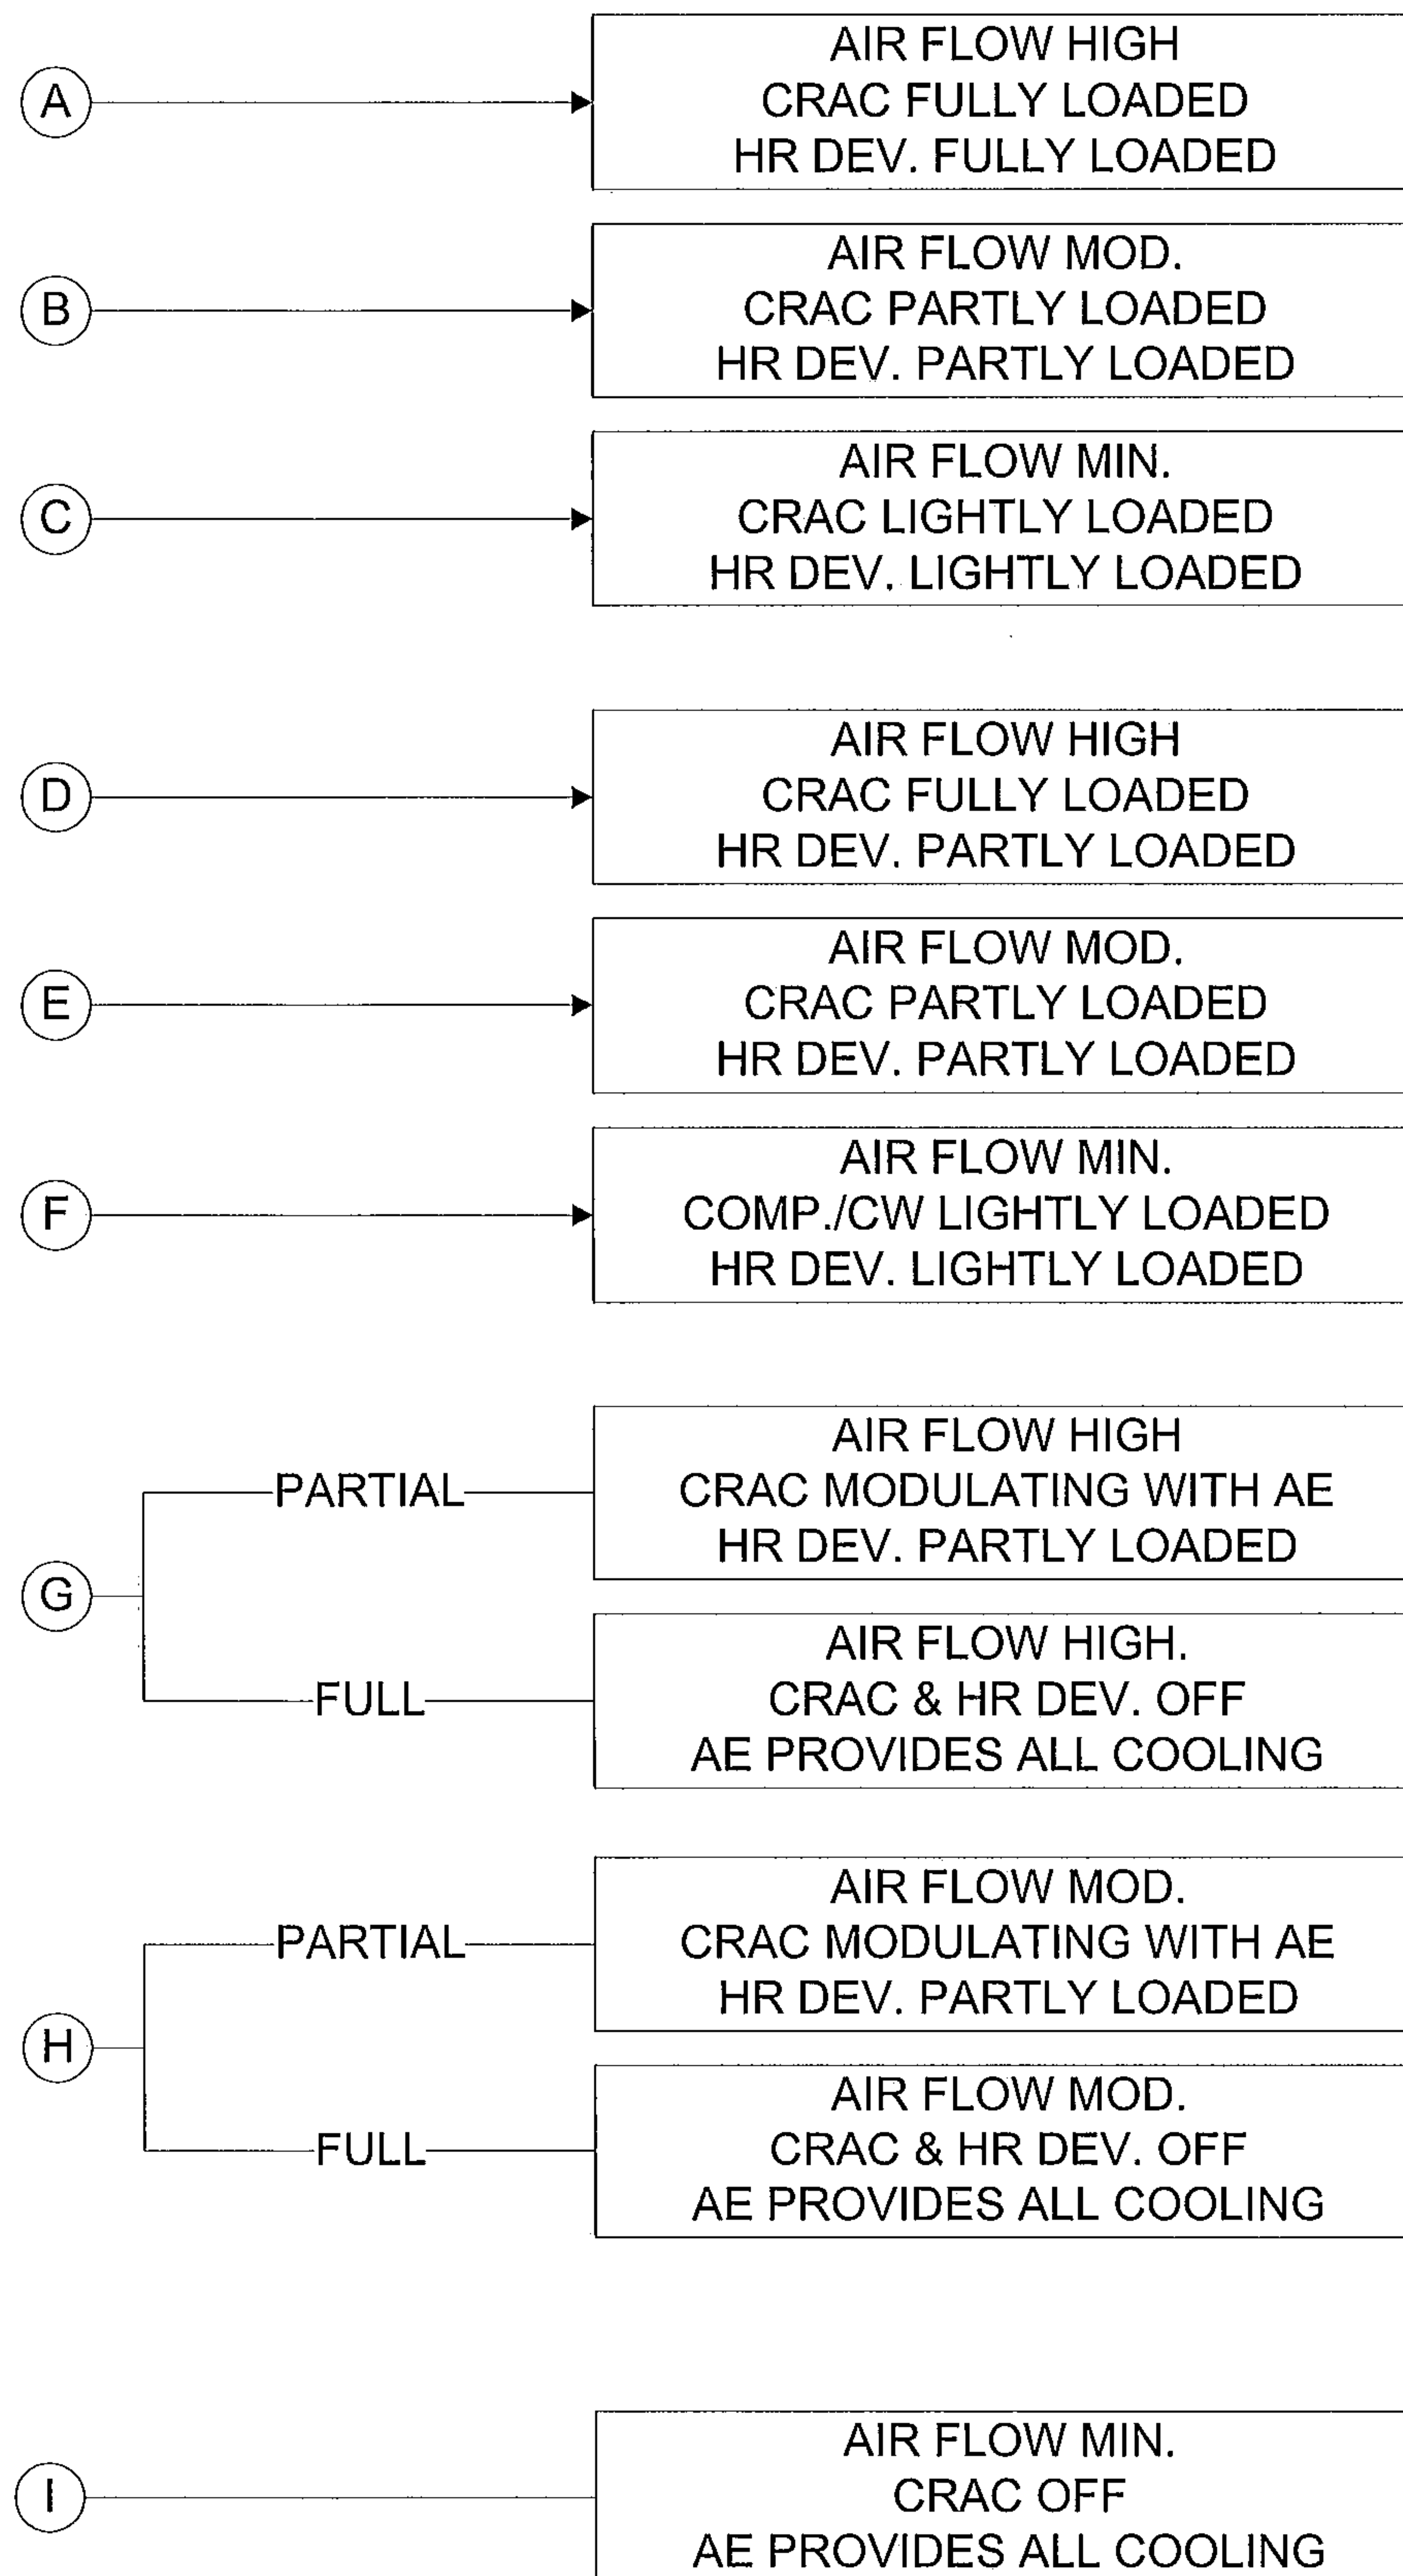 A
AIR FLOW HIGH
CRAC FULLY LOADED
HR DEV. FULLY LOADED
B
AIR FLOW MOD.
CRAC PARTLY LOADED
HR DEV. PARTLY LOADED
C
AIR FLOW MIN.
CRAC LIGHTLY LOADED
HR DEV. LIGHTLY LOADED
D
AIR FLOW HIGH
CRAC FULLY LOADED
HR DEV. PARTLY LOADED
E
AIR FLOW MOD.
CRAC PARTLY LOADED
HR DEV. PARTLY LOADED
F
AIR FLOW MIN.
COMP./CW LIGHTLY LOADED
HR DEV. LIGHTLY LOADED
G
PARTIAL
AIR FLOW HIGH
CRAC MODULATING WITH AE
HR DEV. PARTLY LOADED
FULL
AIR FLOW HIGH.
CRAC & HR DEV. OFF
AE PROVIDES ALL COOLING
H
PARTIAL
AIR FLOW MOD.
CRAC MODULATING WITH AE
HR DEV. PARTLY LOADED
FULL
AIR FLOW MOD.
CRAC & HR DEV. OFF
AE PROVIDES ALL COOLING
I
AIR FLOW MIN.
CRAC OFF
AE PROVIDES ALL COOLING